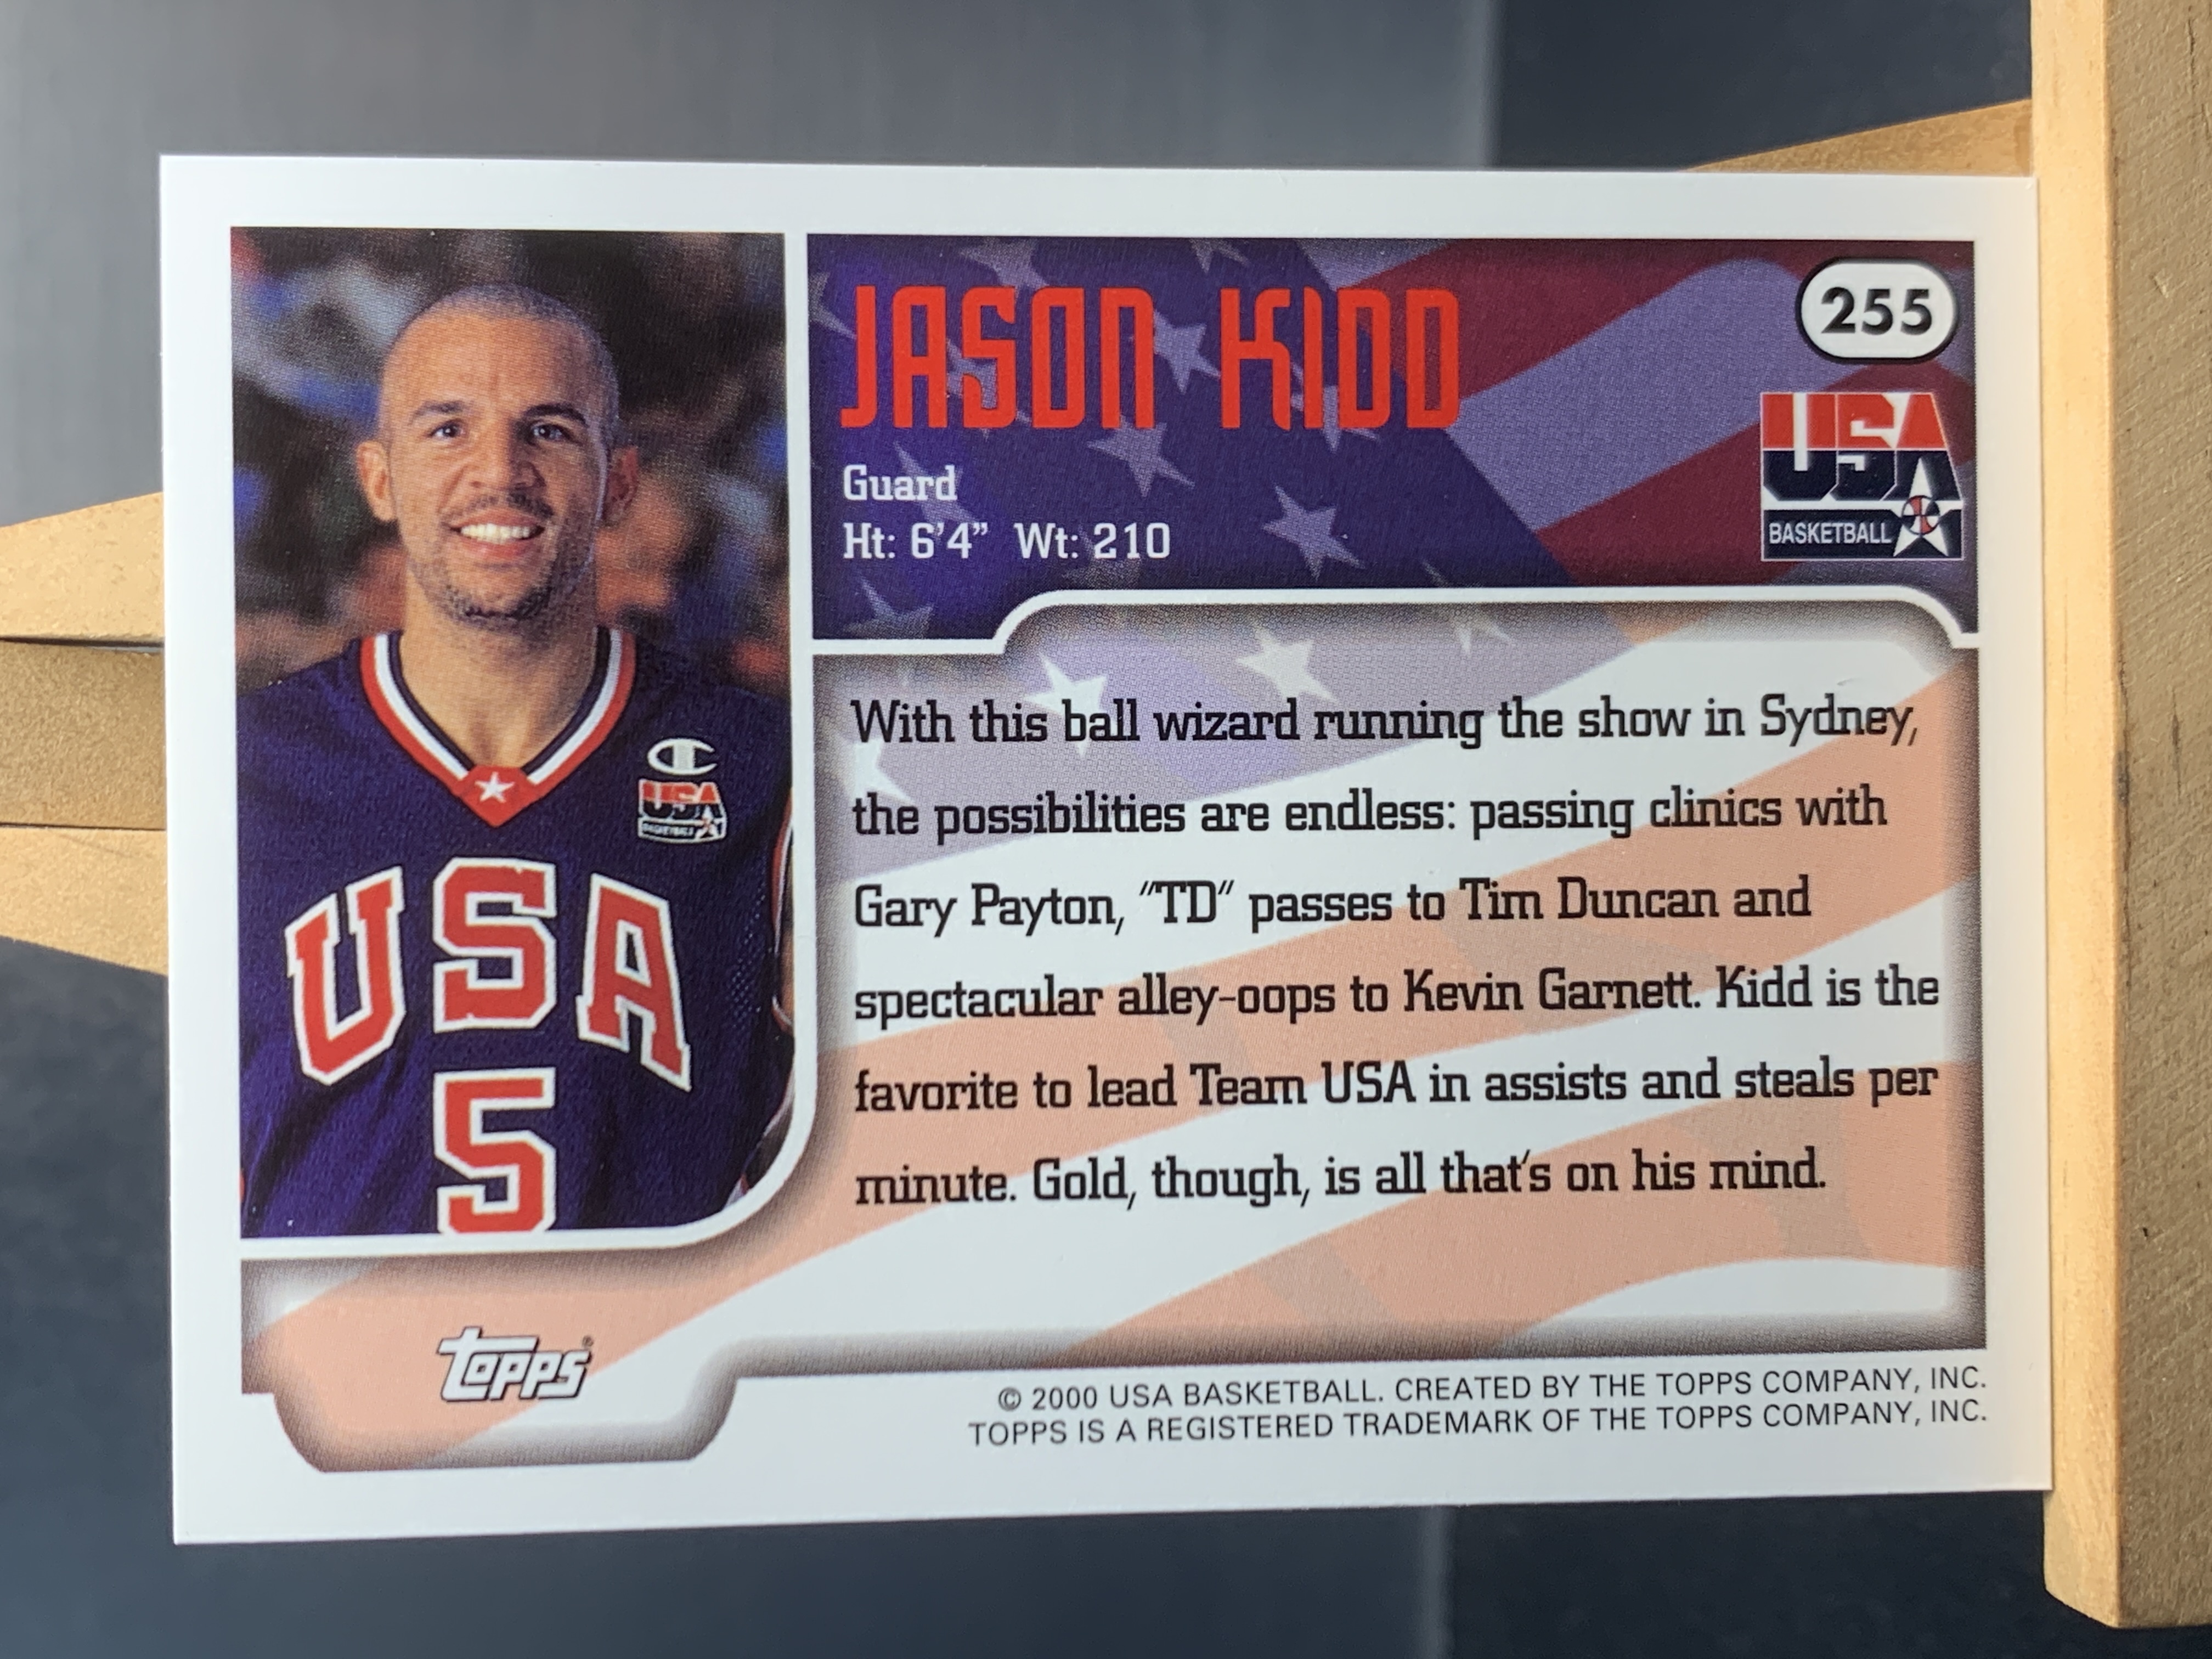 JASON KIDD
255
Guard
Ht: 6'4” Wt: 210
USA
BASKETBALL
With this ball wizard running the show in Sydney,
the possibilities are endless: passing clinics with
Gary Payton, "TD" passes to Tim Duncan and
spectacular alley-oops to Kevin Garnett. Kidd is the
favorite to lead Team USA in assists and steals per
minute. Gold, though, is all that's on his mind.
USA
BASKETBALL
USA
5
Topps®
© 2000 USA BASKETBALL. CREATED BY THE TOPPS COMPANY, INC.
TOPPS IS A REGISTERED TRADEMARK OF THE TOPPS COMPANY, INC.